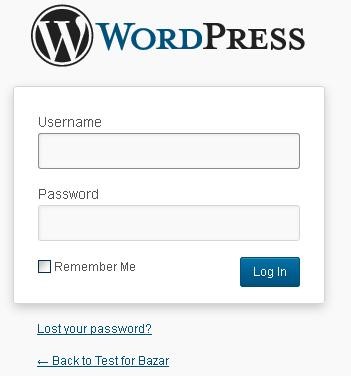 WORDPRESS
Username
Password
Remember Me
Log In
Lost your password?
← Back to Test for Bazar